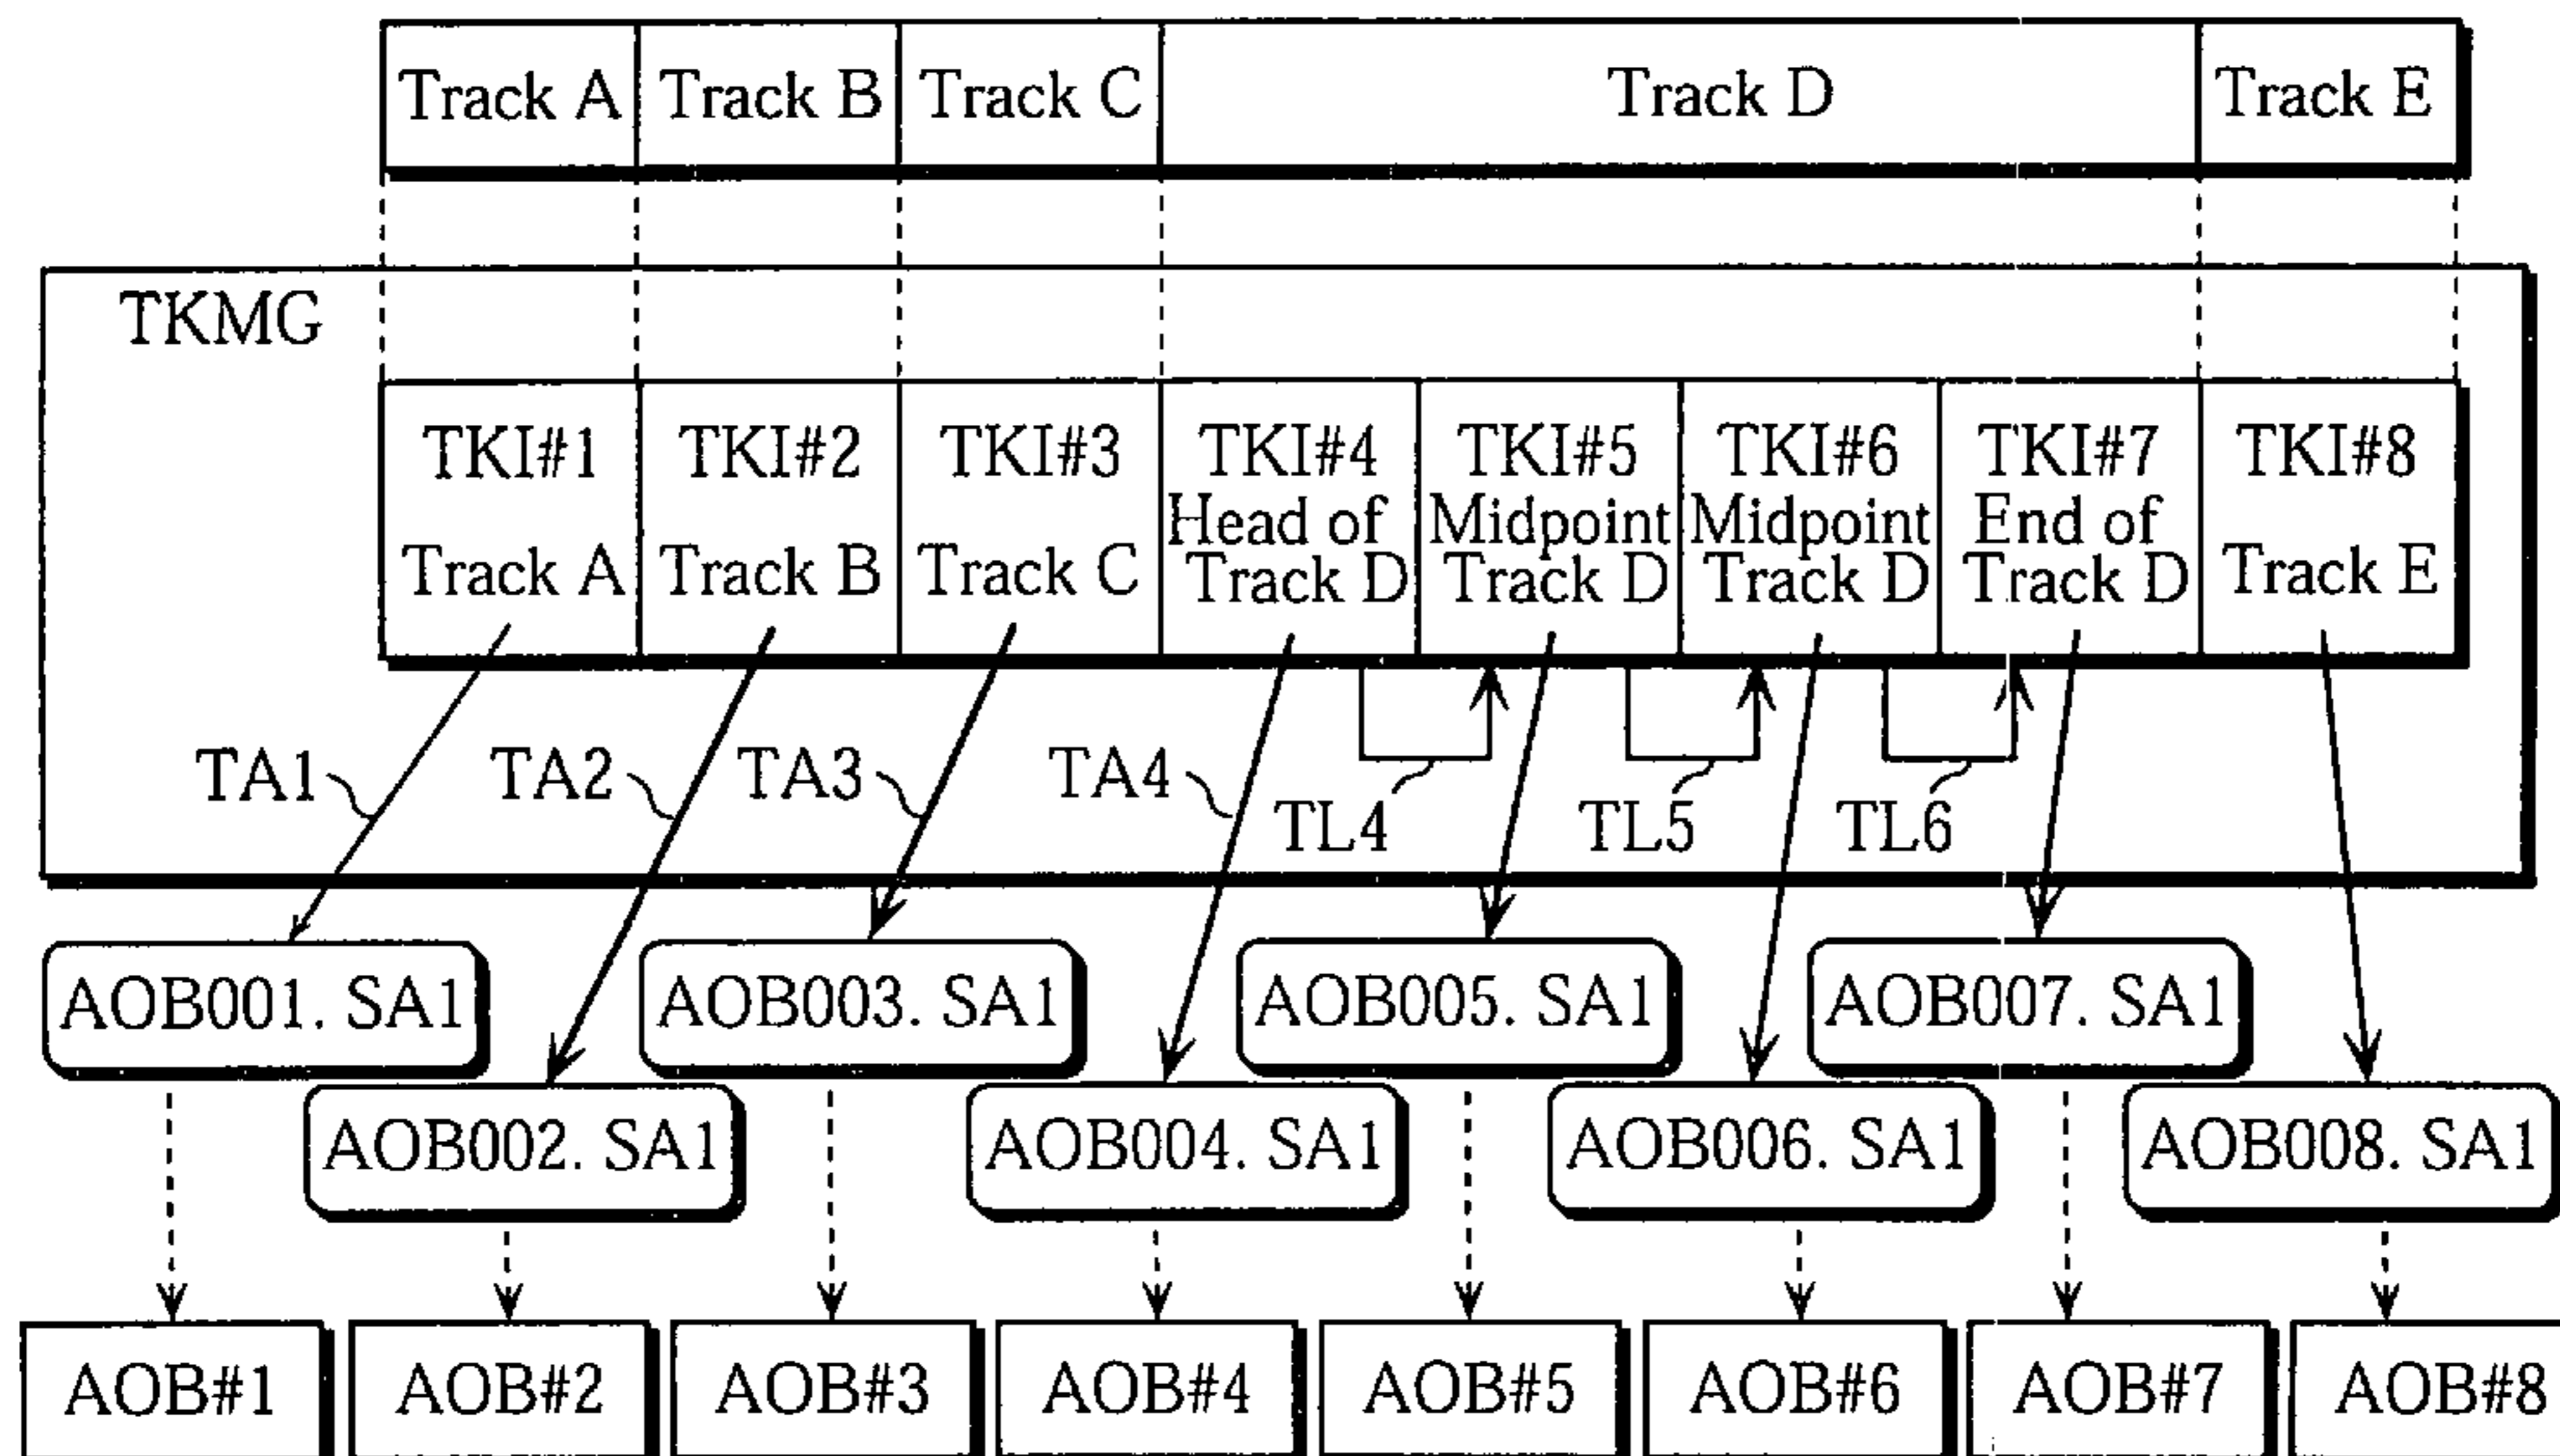 Track A Track B Track C Track D Track E
TKMG
TKI#1 TKI#2 TKI#3 TKI#4 TKI#5 TKI#6 TKI#7 TKI#8
Head of Midpoint Midpoint End of
Track A Track B Track C Track D Track D Track D Track D Track E
TA1 TA2 TA3 TA4
TL4 TL5 TL6
AOB001. SA1 AOB003. SA1 AOB005. SA1 AOB007. SA1
AOB002. SA1 AOB004. SA1 AOB006. SA1 AOB008. SA1
AOB#1 AOB#2 AOB#3 AOB#4 AOB#5 AOB#6 AOB#7 AOB#8